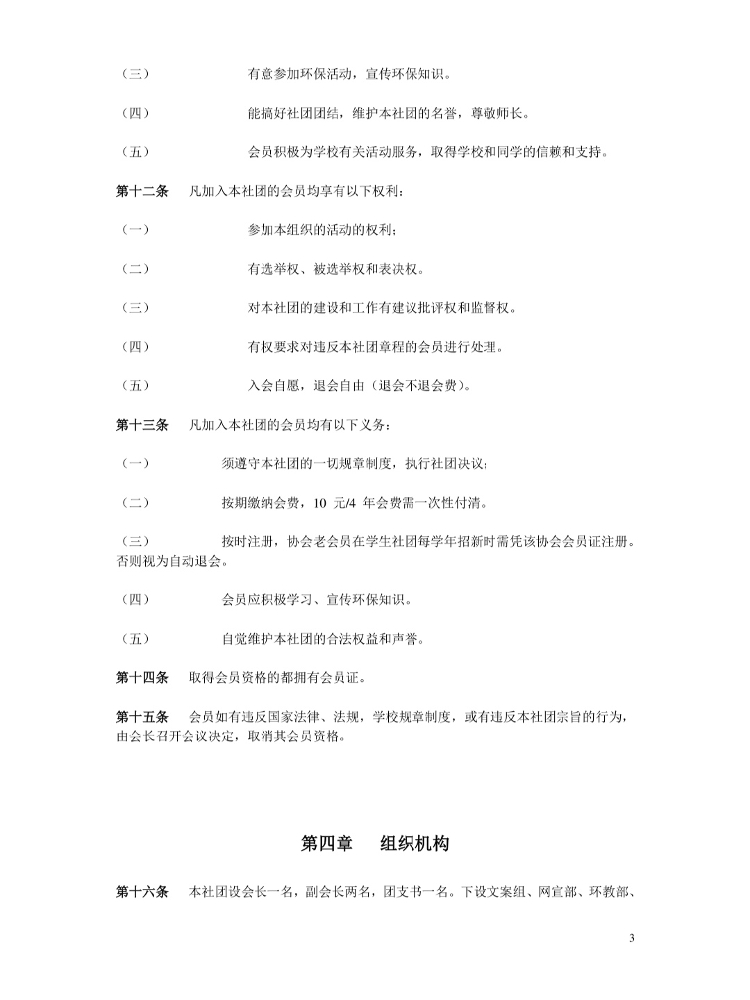 （三） 有意参加环保活动，宣传环保知识。
（四） 能搞好社团团结，维护本社团的名誉，尊敬师长。
（五） 会员积极为学校有关活动服务，取得学校和同学的信赖和支持。
第十二条 凡加入本社团的会员均享有以下权利：
（一） 参加本组织的活动的权利；
（二） 有选举权、被选举权和表决权。
（三） 对本社团的建设和工作有建议批评权和监督权。
（四） 有权要求对违反本社团章程的会员进行处理。
（五） 入会自愿，退会自由（退会不退会费）。
第十三条 凡加入本社团的会员均有以下义务：
（一） 须遵守本社团的一切规章制度，执行社团决议；
（二） 按期缴纳会费，10 元/4 年会费需一次性付清。
（三） 按时注册，协会老会员在学生社团每学年招新时需凭该协会会员证注册。
否则视为自动退会。
（四） 会员应积极学习、宣传环保知识。
（五） 自觉维护本社团的合法权益和声誉。
第十四条 取得会员资格的都拥有会员证。
第十五条 会员如有违反国家法律、法规，学校规章制度，或有违反本社团宗旨的行为，
由会长召开会议决定，取消其会员资格。
第四章 组织机构
第十六条 本社团设会长一名，副会长两名，团支书一名。下设文案组、网宣部、环教部、
3